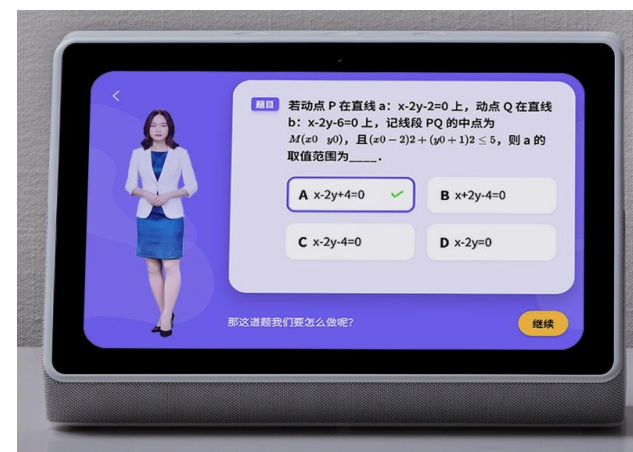 题目 若动点 P 在直线 a：x-2y-2=0 上，动点 Q 在直线
b：x-2y-6=0 上，记线段 PQ 的中点为
M(x0 y0)，且(x0－2)2＋(y0＋1)2 ≤ 5，则 a 的
取值范围为____．
A x-2y+4=0
B x+2y-4=0
C x-2y-4=0
D x-2y=0
那这道题我们要怎么做呢？
继续